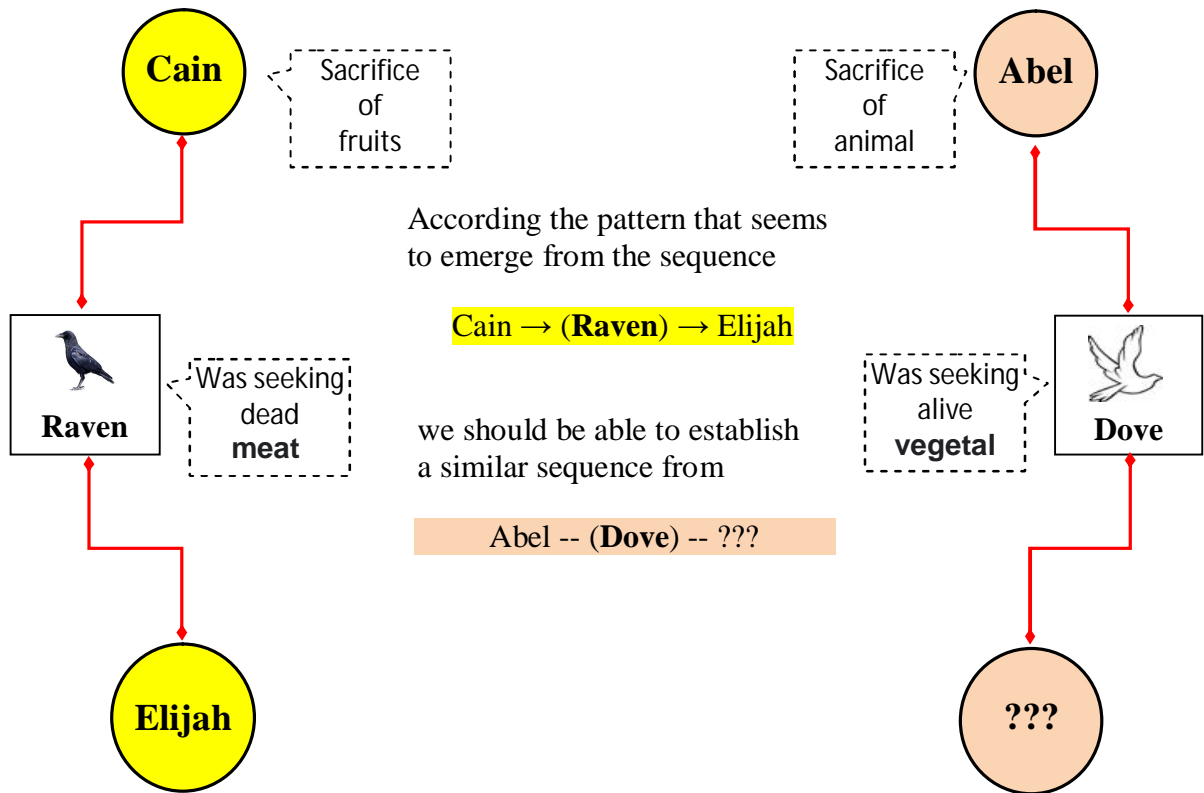 Cain
Sacrifice
of
fruits
Sacrifice
of
animal
Abel
According the pattern that seems
to emerge from the sequence
Cain → (Raven) → Elijah
Raven
Was seeking
dead
meat
we should be able to establish
a similar sequence from
Abel -- (Dove) -- ???
Was seeking
alive
vegetal
Dove
Elijah
???